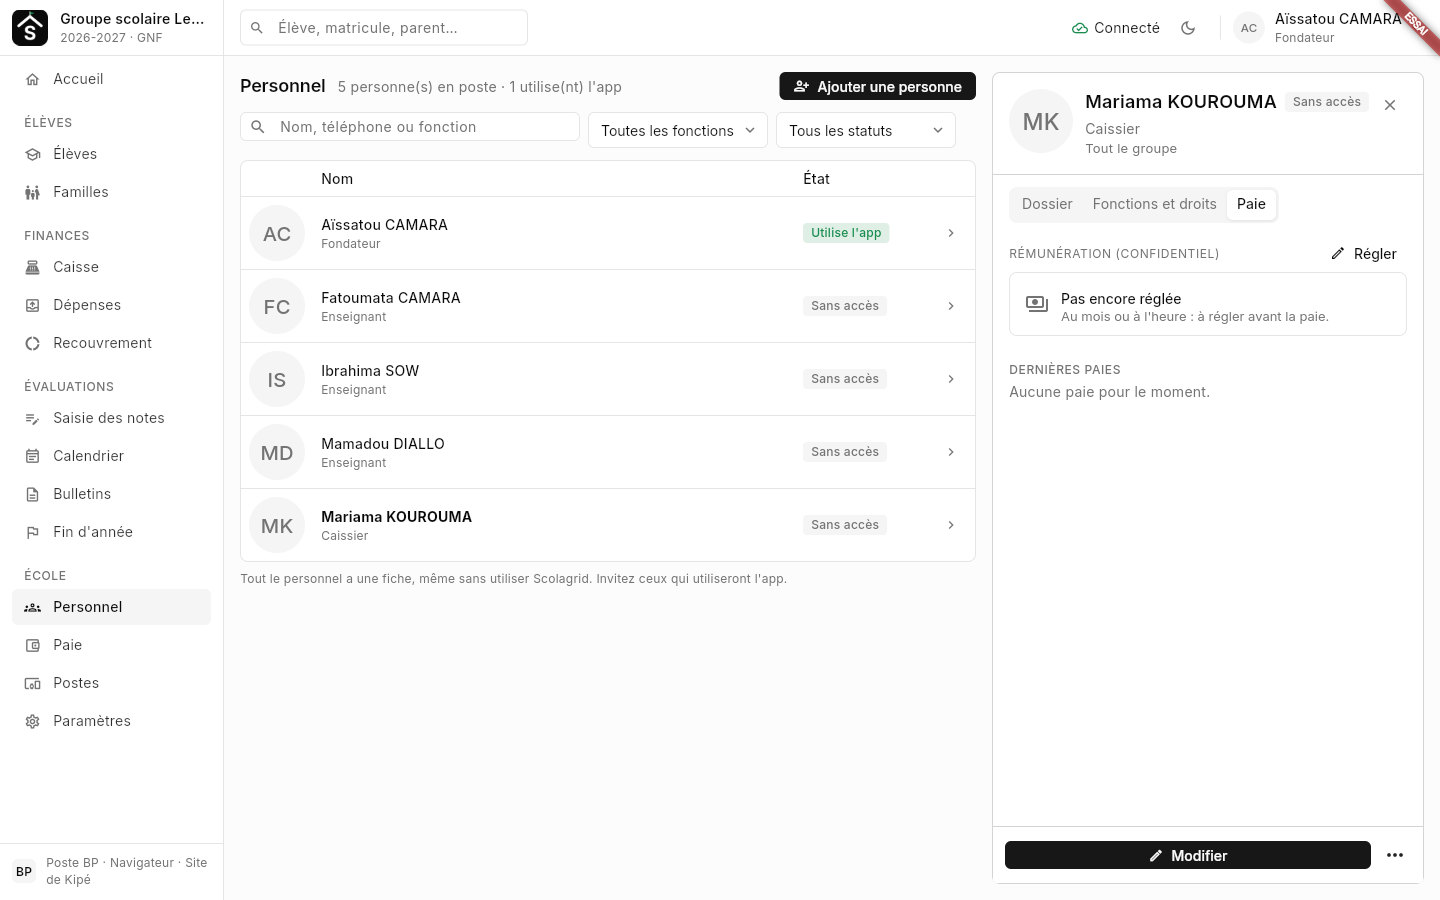 Groupe scolaire Le...
2026-2027 · GNF
Élève, matricule, parent...
Connecté
AC
Aïssatou CAMARA
Fondateur
ESSAI
Accueil
ÉLÈVES
Élèves
Familles
FINANCES
Caisse
Dépenses
Recouvrement
ÉVALUATIONS
Saisie des notes
Calendrier
Bulletins
Fin d'année
ÉCOLE
Personnel
Paie
Postes
Paramètres
BP
Poste BP · Navigateur · Site
de Kipé
Personnel
5 personne(s) en poste · 1 utilise(nt) l'app
Ajouter une personne
Nom, téléphone ou fonction
Toutes les fonctions
Tous les statuts
Nom
État
AC
Aïssatou CAMARA
Fondateur
Utilise l'app
FC
Fatoumata CAMARA
Enseignant
Sans accès
IS
Ibrahima SOW
Enseignant
Sans accès
MD
Mamadou DIALLO
Enseignant
Sans accès
MK
Mariama KOUROUMA
Caissier
Sans accès
Tout le personnel a une fiche, même sans utiliser Scolagrid. Invitez ceux qui utiliseront l'app.
MK
Mariama KOUROUMA
Sans accès
Caissier
Tout le groupe
Dossier
Fonctions et droits
Paie
RÉMUNÉRATION (CONFIDENTIEL)
Régler
Pas encore réglée
Au mois ou à l'heure : à régler avant la paie.
DERNIÈRES PAIES
Aucune paie pour le moment.
Modifier